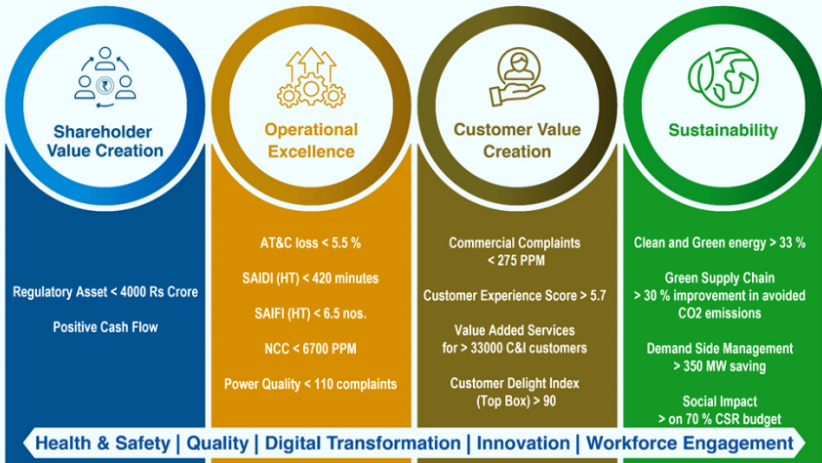 Shareholder
Value Creation
Regulatory Asset < 4000 Rs Crore
Positive Cash Flow
Operational
Excellence
AT&C loss < 5.5 %
SAIDI (HT) < 420 minutes
SAIFI (HT) < 6.5 nos.
NCC < 6700 PPM
Power Quality < 110 complaints
Customer Value
Creation
Commercial Complaints
< 275 PPM
Customer Experience Score > 5.7
Value Added Services
for > 33000 C&I customers
Customer Delight Index
(Top Box) > 90
Sustainability
Clean and Green energy > 33 %
Green Supply Chain
> 30 % improvement in avoided
CO2 emissions
Demand Side Management
> 350 MW saving
Social Impact
> on 70 % CSR budget
Health & Safety | Quality | Digital Transformation | Innovation | Workforce Engagement